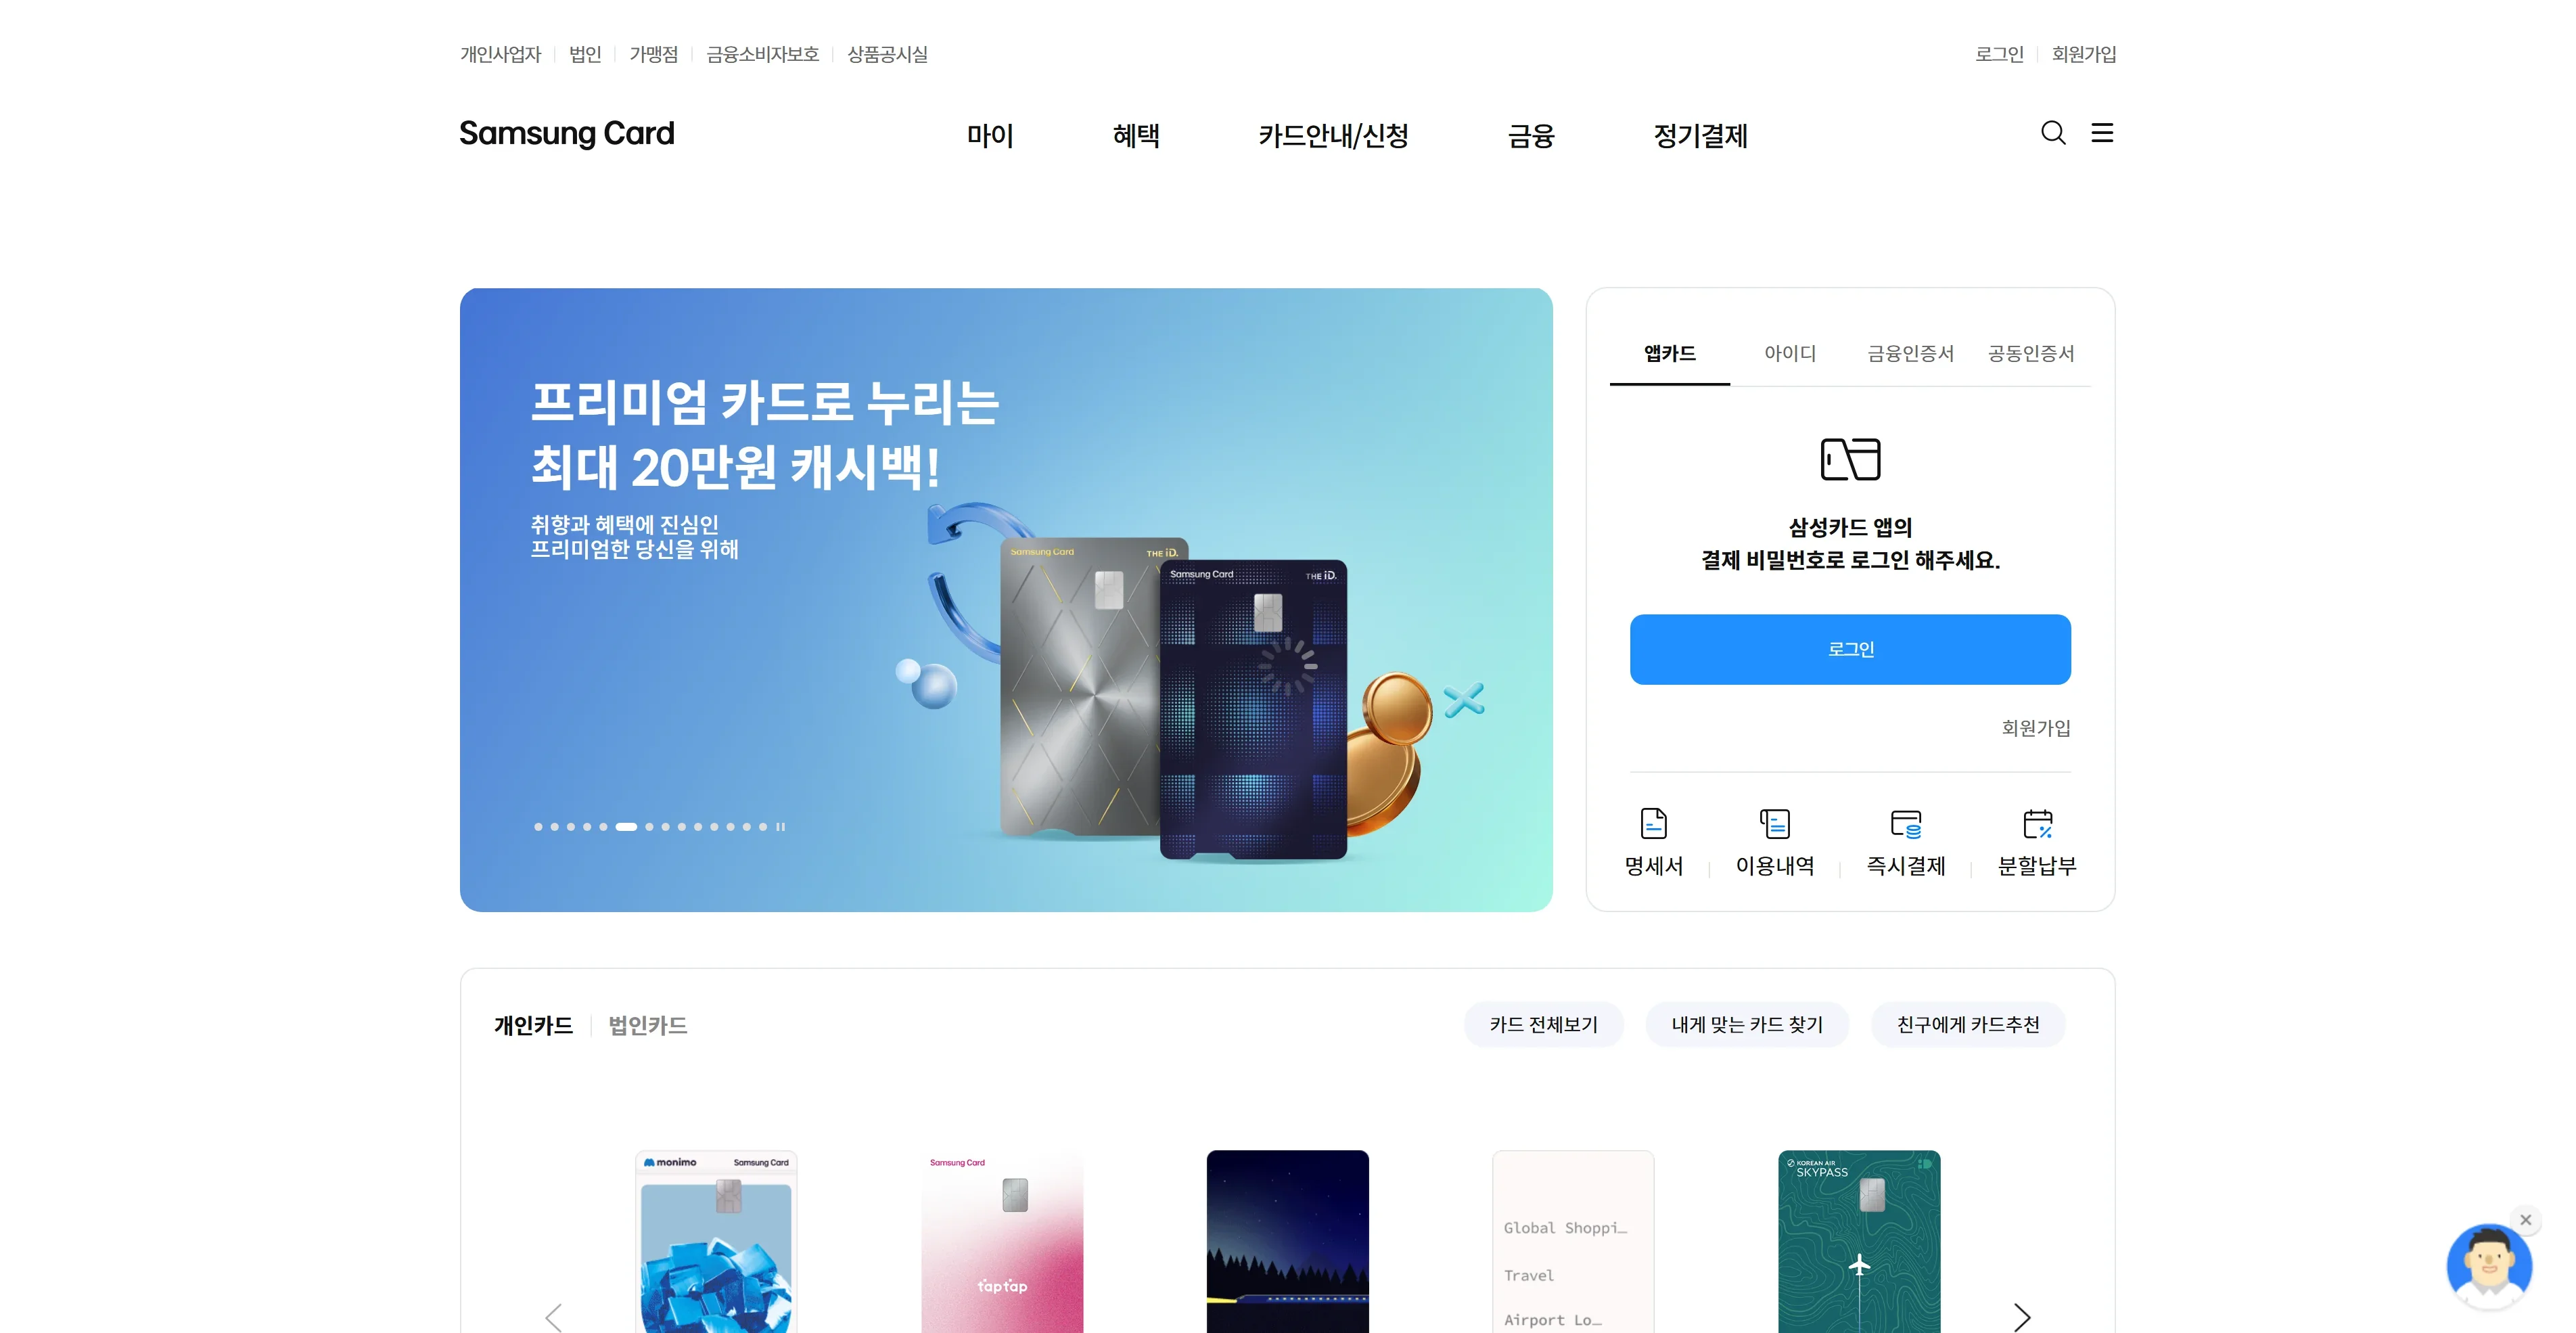 개인사업자 법인 가맹점 금융소비자보호 상품공시실 로그인 회원가입
Samsung Card 마이 혜택 카드안내/신청 금융 정기결제
프리미엄 카드로 누리는
최대 20만원 캐시백!
취향과 혜택에 진심인
프리미엄한 당신을 위해
Samsung Card THE iD.
Samsung Card THE iD.
앱카드 아이디 금융인증서 공동인증서
삼성카드 앱의
결제 비밀번호로 로그인 해주세요.
로그인
회원가입
명세서 이용내역 즉시결제 분할납부
개인카드 법인카드 카드 전체보기 내게 맞는 카드 찾기 친구에게 카드추천
monimo Samsung Card
Samsung Card
taptap
Global Shoppi…
Travel
Airport Lo…
KOREAN AIR
SKYPASS